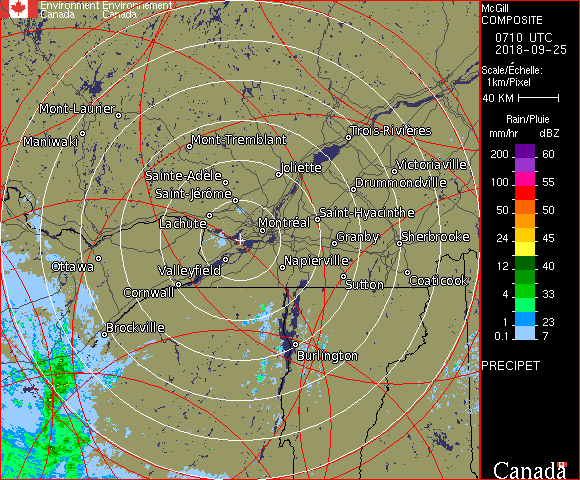 Environment Environnement
Canada Canada
McGill
COMPOSITE
0710 UTC
2018-09-25
Scale/Échelle:
1km/Pixel
40 KM
Rain/Pluie
mm/hr dBZ
200 60
100 55
50 50
24 45
12 40
4 33
1 23
0.1 7
PRECIPET
Canada
Mont-Laurier
Maniwaki
Mont-Tremblant
Trois-Rivières
Joliette
Victoriaville
Sainte-Adèle
Drummondville
Saint-Jérôme
Saint-Hyacinthe
Lachute
Montréal
Granby
Sherbrooke
Ottawa
Valleyfield
Napierville
Cornwall
Sutton
Coaticook
Brockville
Burlington